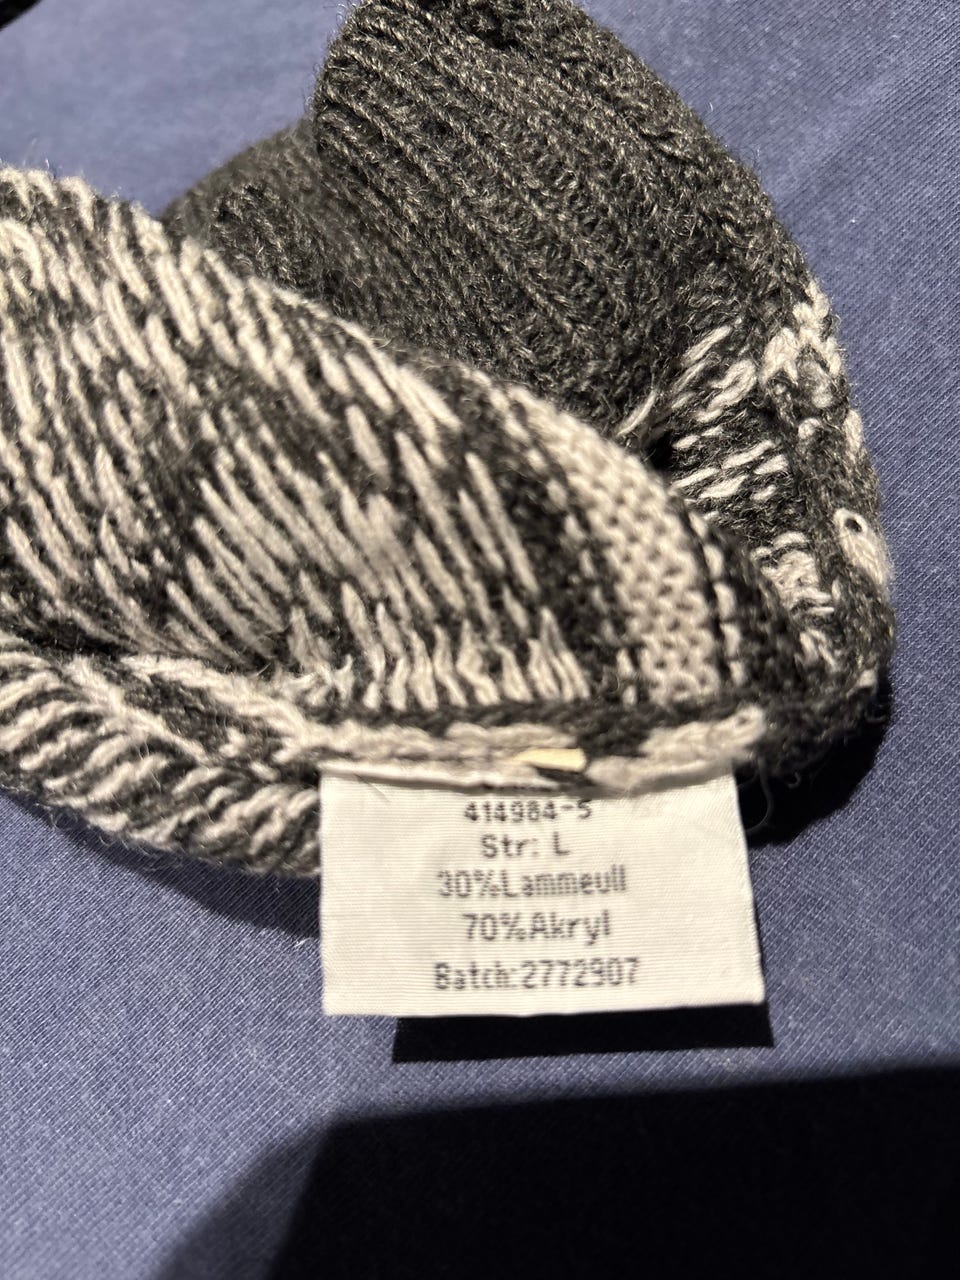 414984-5
Str: L
30%Lammeull
70%Akryl
Batch:2772907